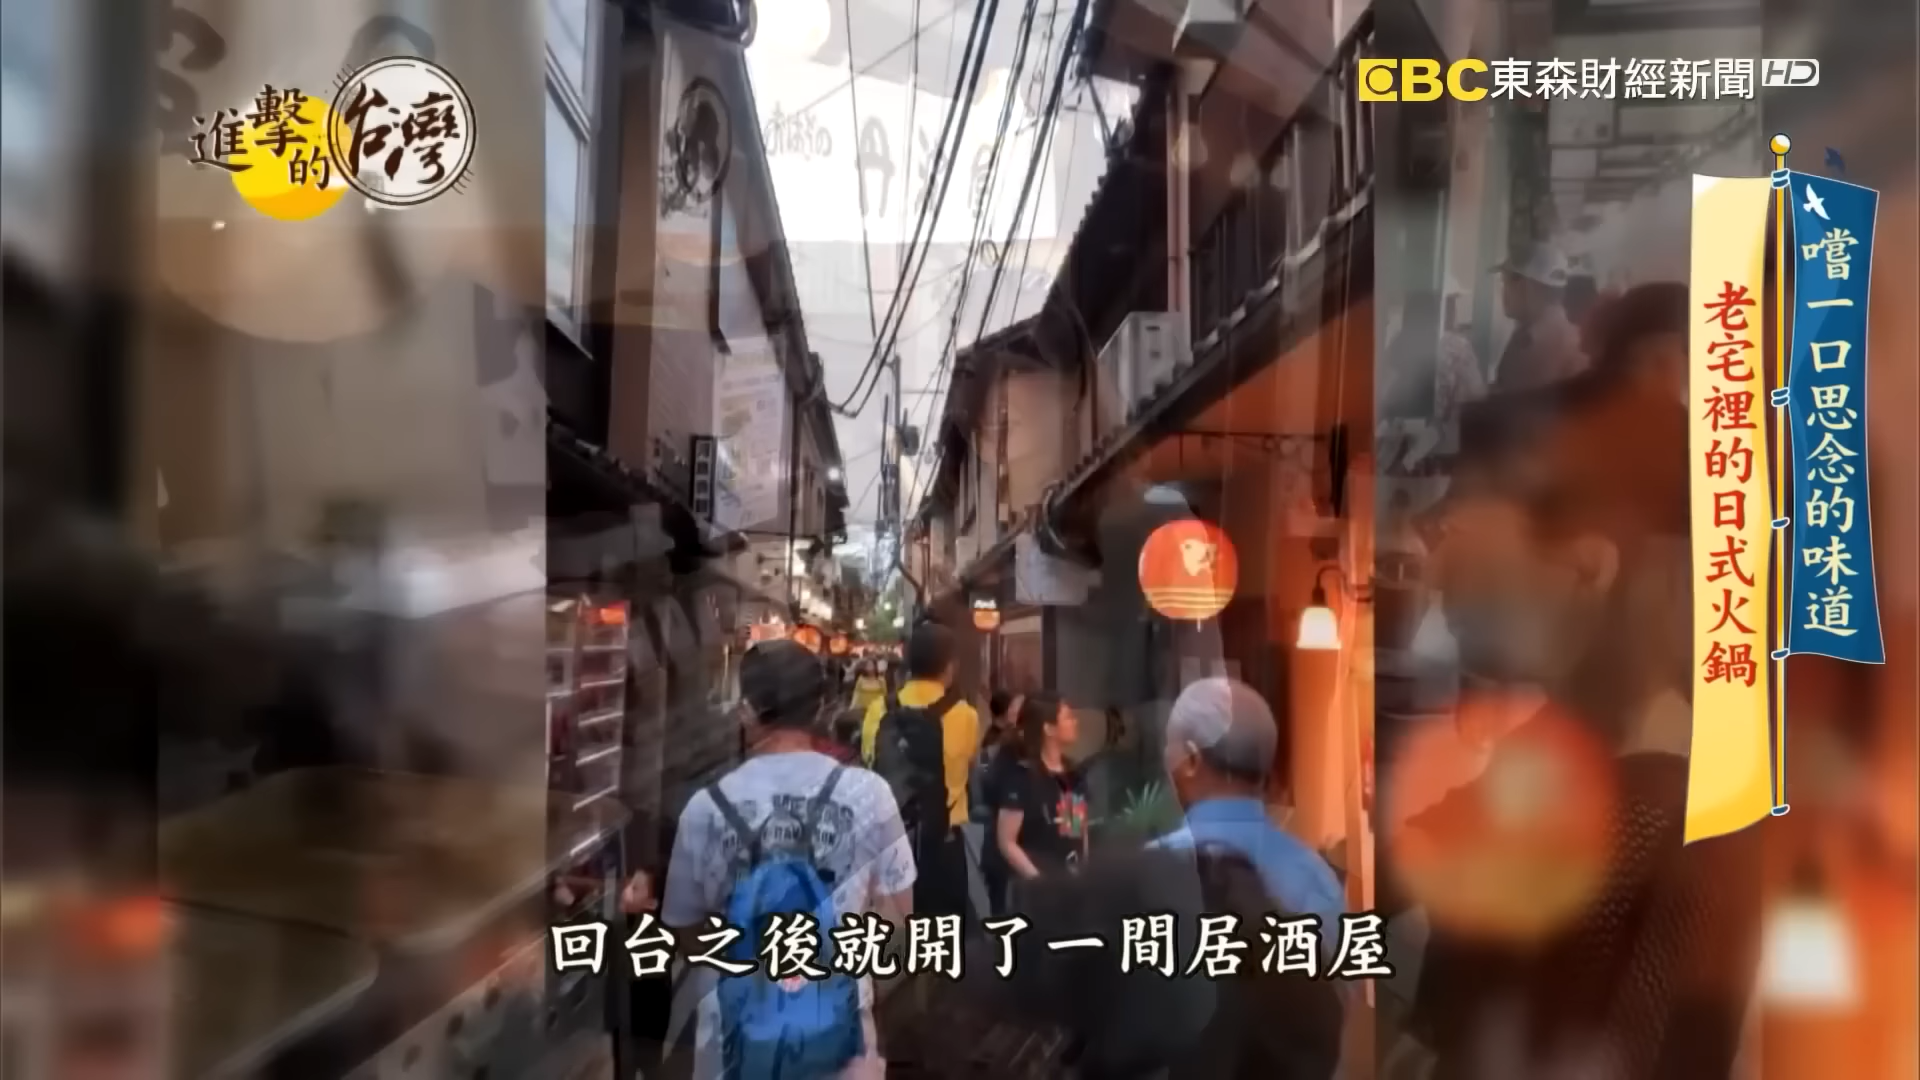 進擊的台灣
EBC東森財經新聞HD
嚐一口思念的味道
老宅裡的日式火鍋
回台之後就開了一間居酒屋